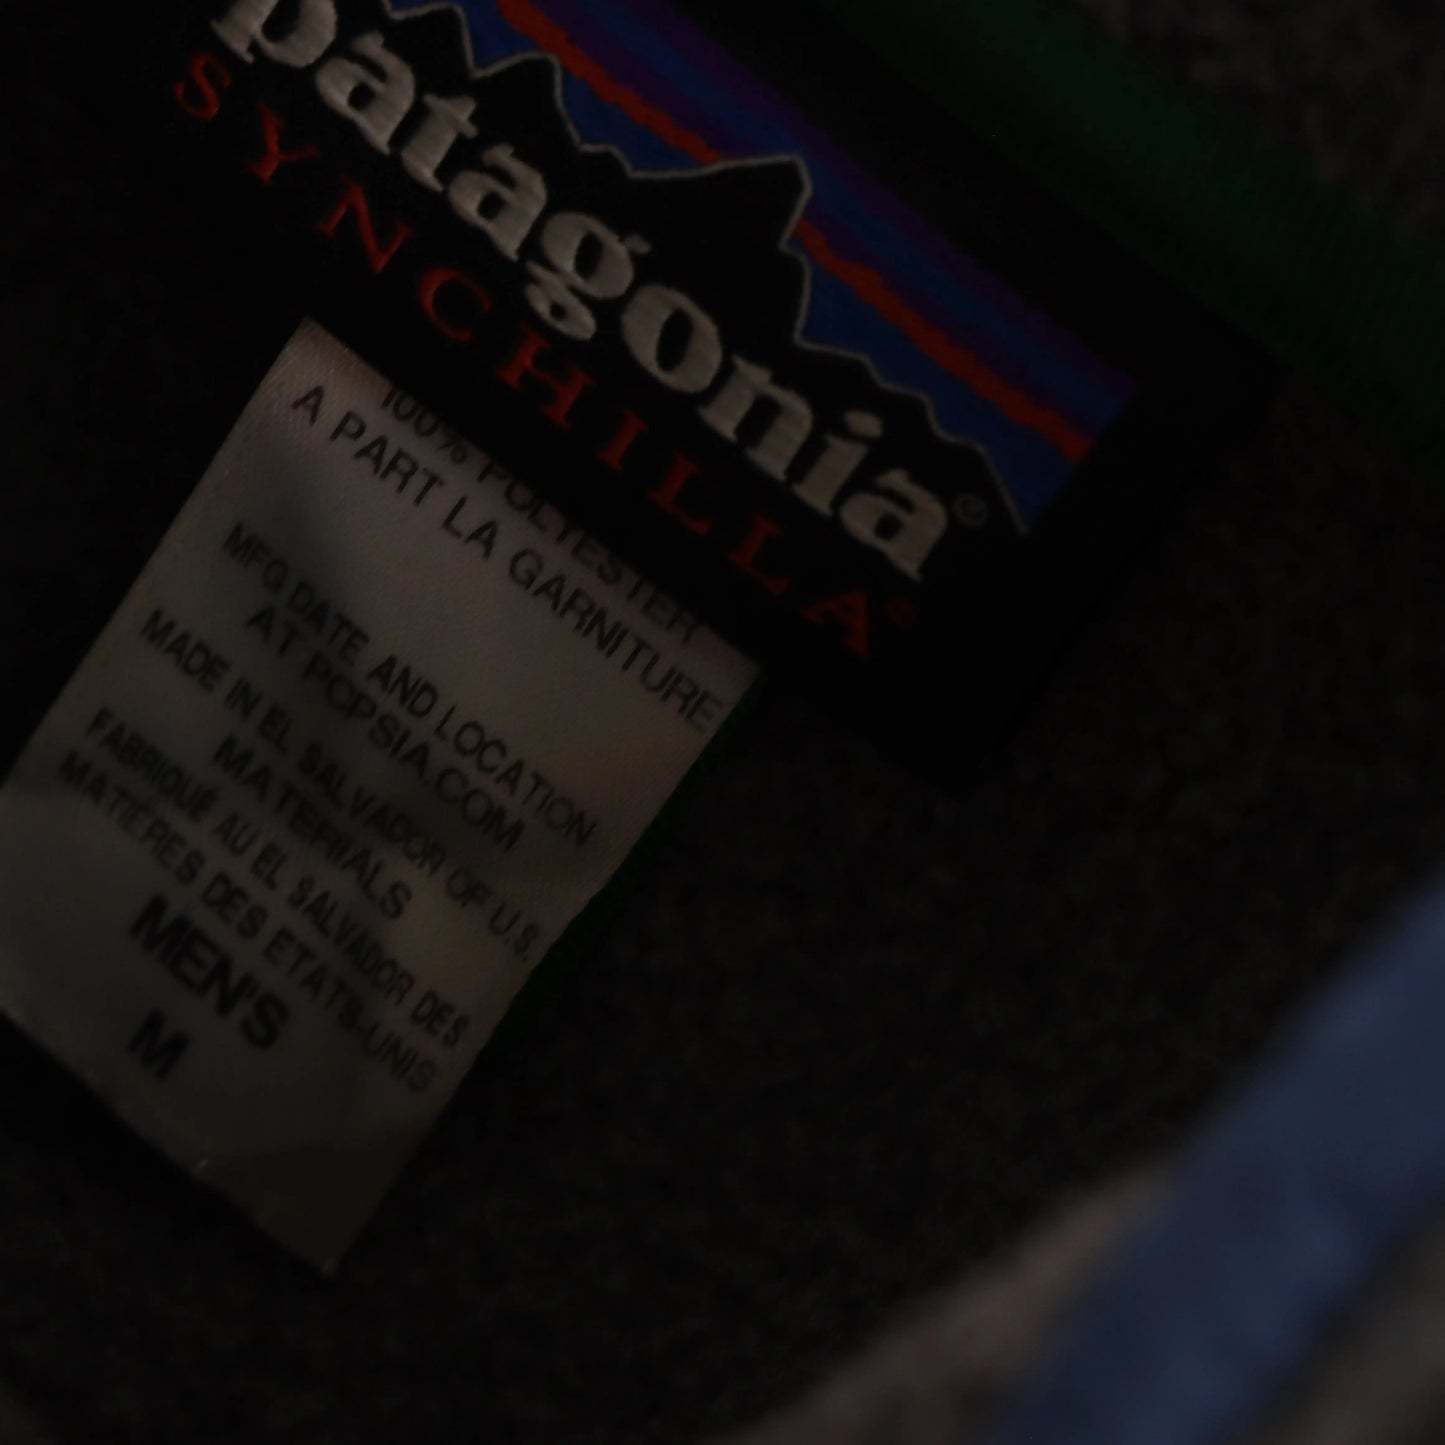 patagonia®
SYNCHILLA®
100% POLYESTER
A PART LA GARNITURE
MFG DATE AND LOCATION
AT PCPSIA.COM
MADE IN EL SALVADOR OF U.S.
MATERIALS
FABRIQUÉ AU EL SALVADOR DES
MATÉRES DES ETATS-UNIS
MEN'S
M